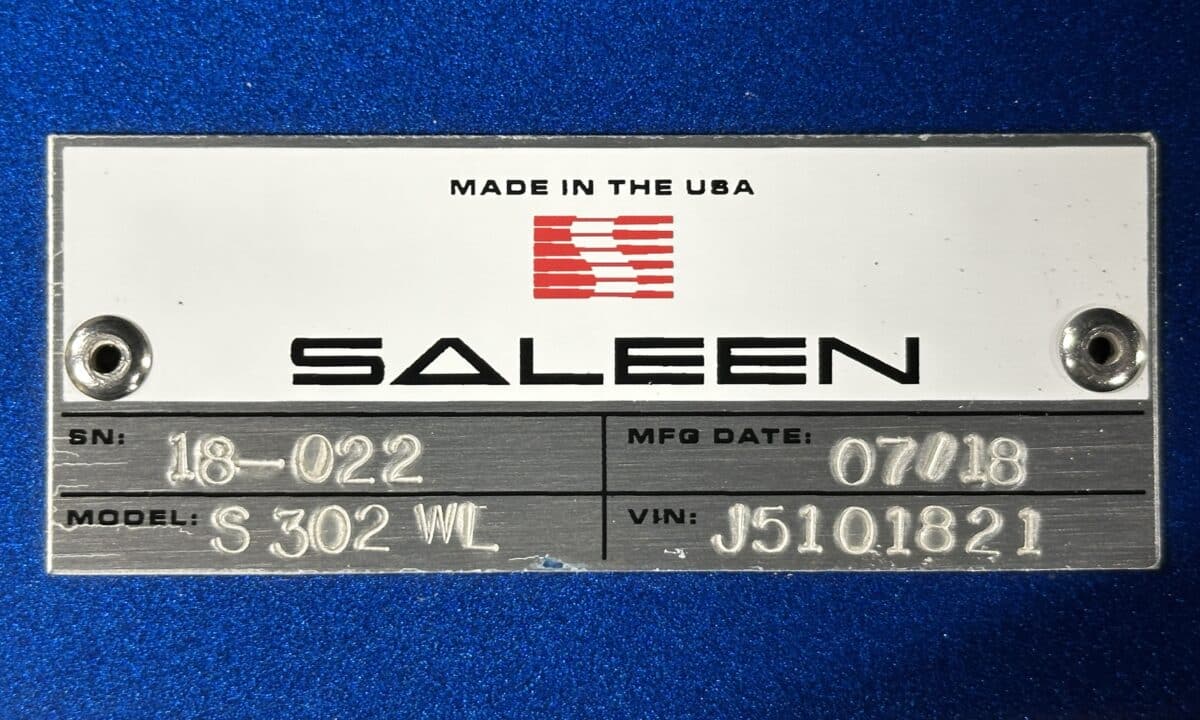 MADE IN THE USA
SALEEN
SN: 18-022
MFG DATE: 07/18
MODEL: S 302 WL
VIN: J5101821